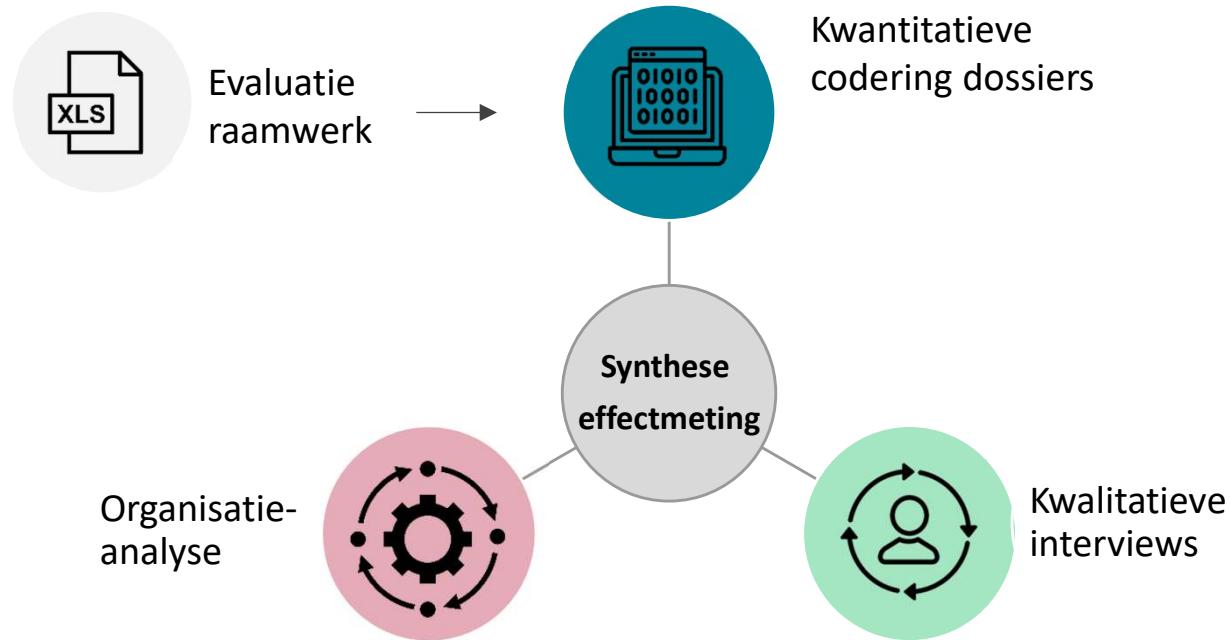 Evaluatie
raamwerk
XLS
Kwantitatieve
codering dossiers
01010
10001
01001
Synthese
effectmeting
Organisatie-
analyse
Kwalitatieve
interviews